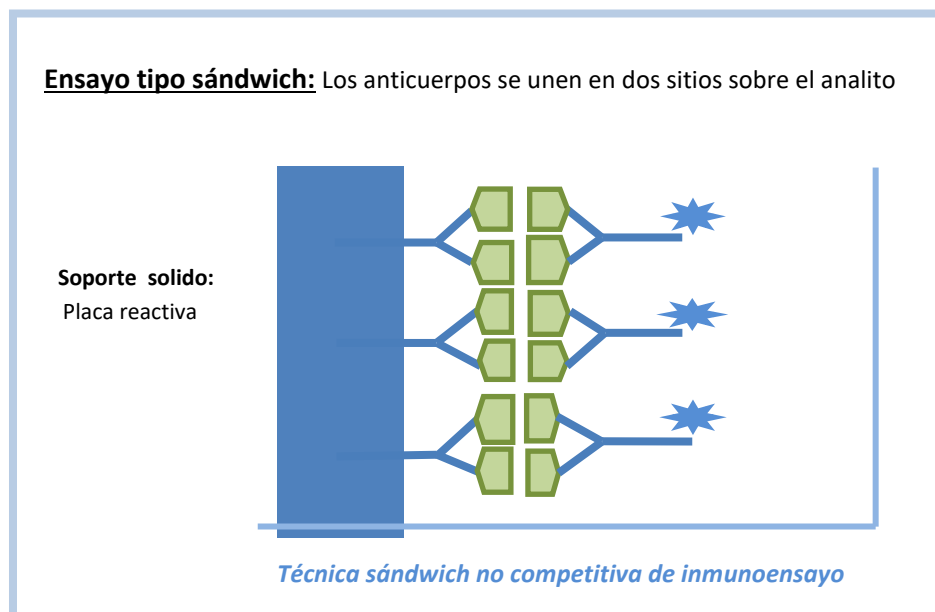 Ensayo tipo sándwich: Los anticuerpos se unen en dos sitios sobre el analito
Soporte solido:
Placa reactiva
Técnica sándwich no competitiva de inmunoensayo